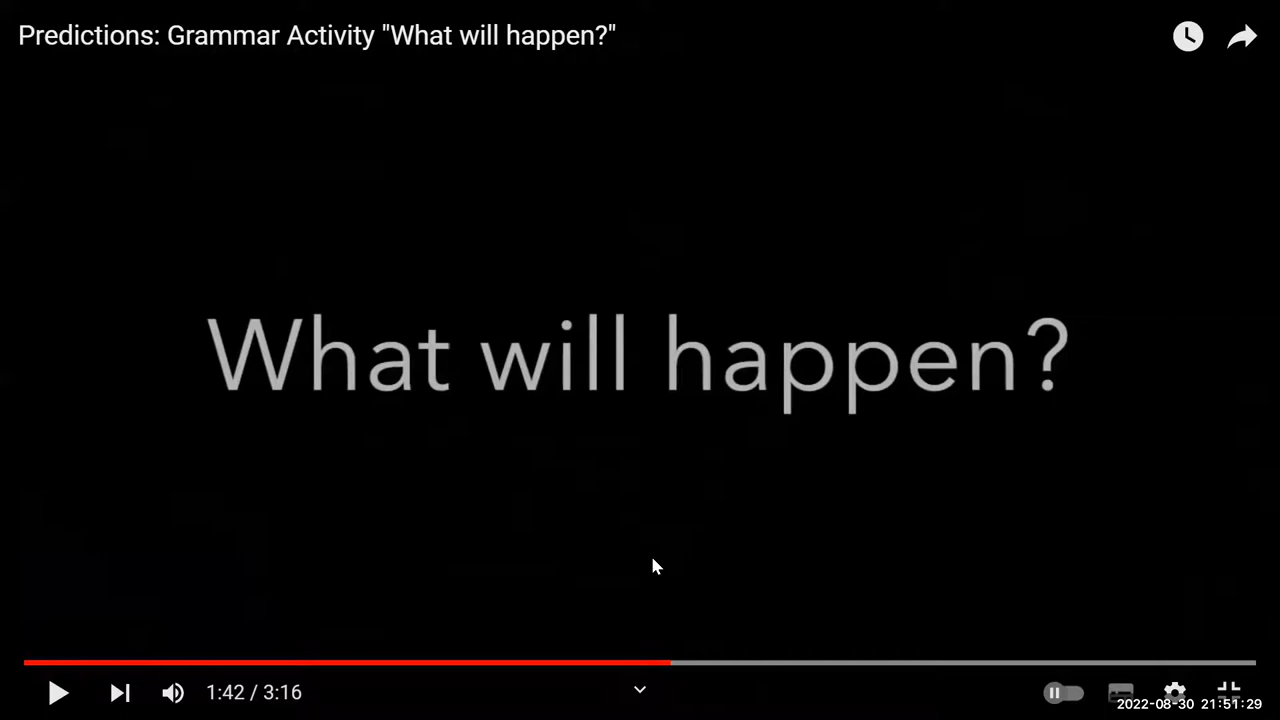 Predictions: Grammar Activity "What will happen?"
What will happen?
1:42 / 3:16
2022-08-30 21:51:29